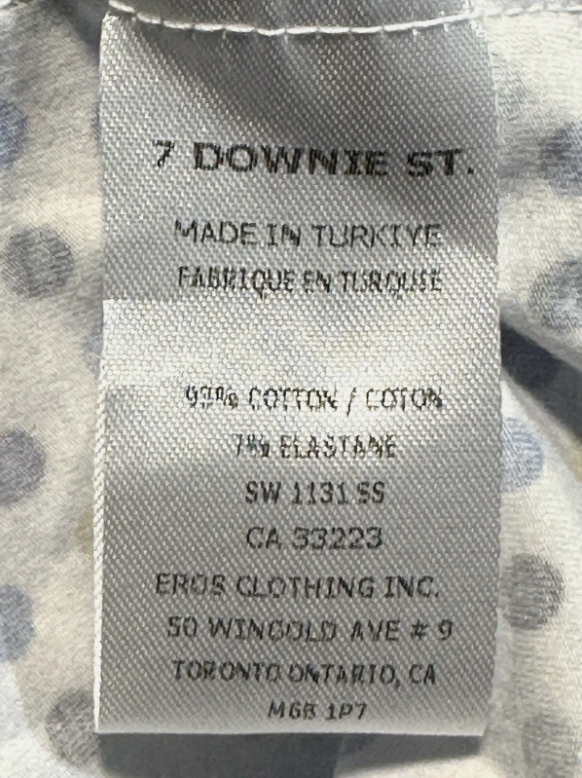 7 DOWNIE ST.
MADE IN TURKIYE
FABRIQUE EN TURQUIE
93% COTTON / COTON
7% ELASTANE
SW 1131 SS
CA 33223
EROS CLOTHING INC.
50 WINGOLD AVE # 9
TORONTO ONTARIO, CA
M6B 1P7